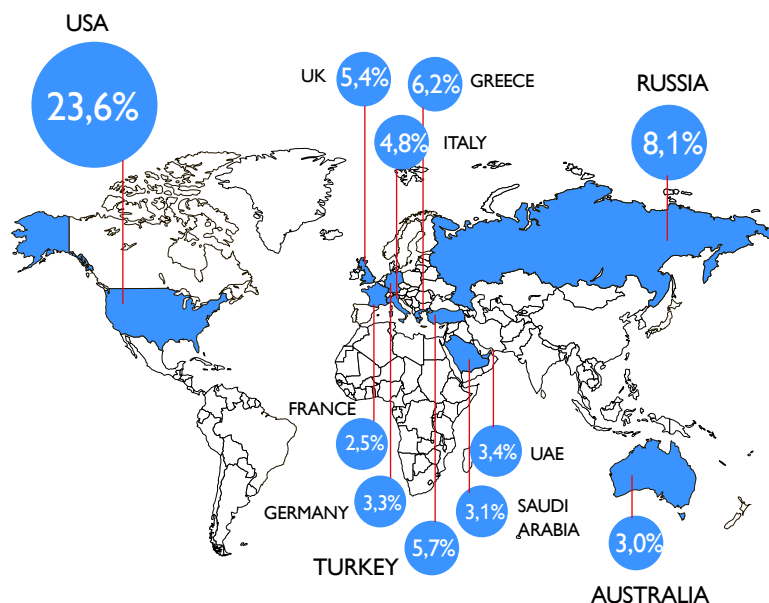 USA
23,6%
UK
5,4%
6,2%
GREECE
4,8%
ITALY
RUSSIA
8,1%
FRANCE
2,5%
GERMANY
3,3%
TURKEY
5,7%
3,4%
UAE
3,1%
SAUDI
ARABIA
3,0%
AUSTRALIA